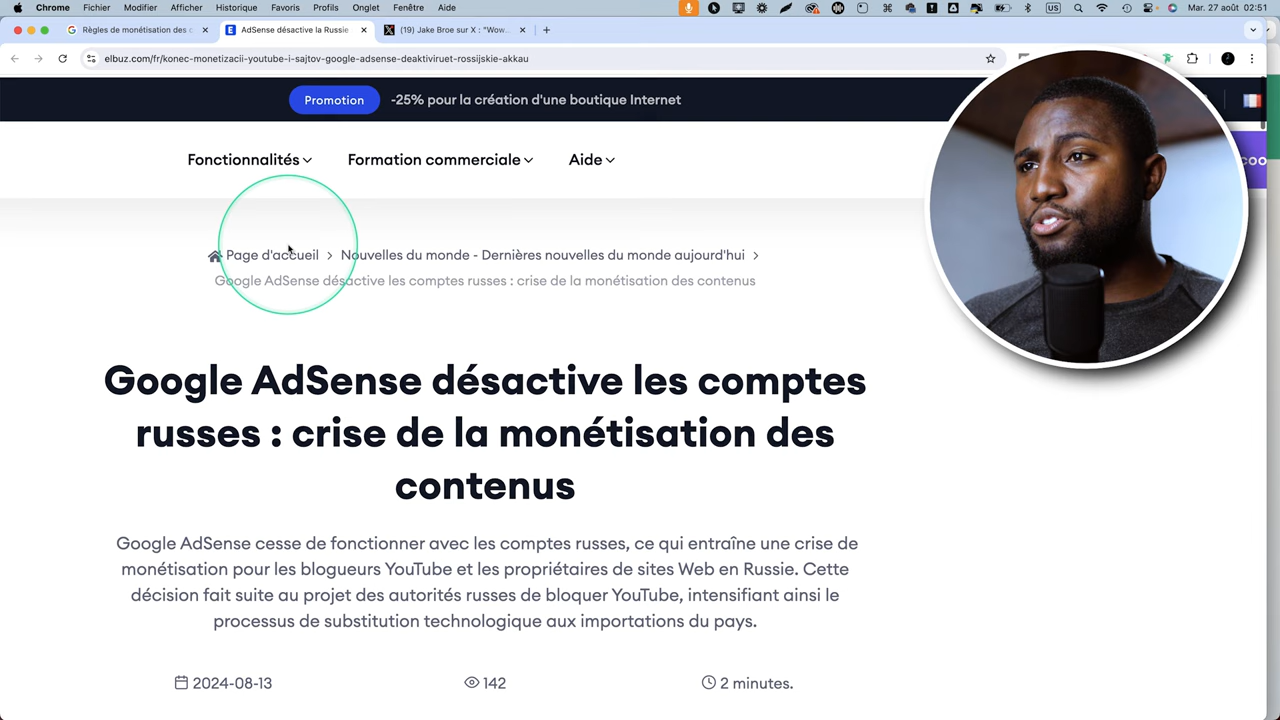 Chrome Fichier Modifier Afficher Historique Favoris Profils Onglet Fenêtre Aide US Mar. 27 août 02:51
Règles de monétisation des c AdSense désactive la Russie (19) Jake Broe sur X : "Wow...
elbuz.com/fr/konec-monetizacii-youtube-i-sajtov-google-adsense-deaktiviruet-rossijskie-akkau
Promotion -25% pour la création d'une boutique Internet
Fonctionnalités Formation commerciale Aide
Page d'accueil > Nouvelles du monde - Dernières nouvelles du monde aujourd'hui >
Google AdSense désactive les comptes russes : crise de la monétisation des contenus
Google AdSense désactive les comptes
russes : crise de la monétisation des
contenus
Google AdSense cesse de fonctionner avec les comptes russes, ce qui entraîne une crise de
monétisation pour les blogueurs YouTube et les propriétaires de sites Web en Russie. Cette
décision fait suite au projet des autorités russes de bloquer YouTube, intensifiant ainsi le
processus de substitution technologique aux importations du pays.
2024-08-13 142 2 minutes.